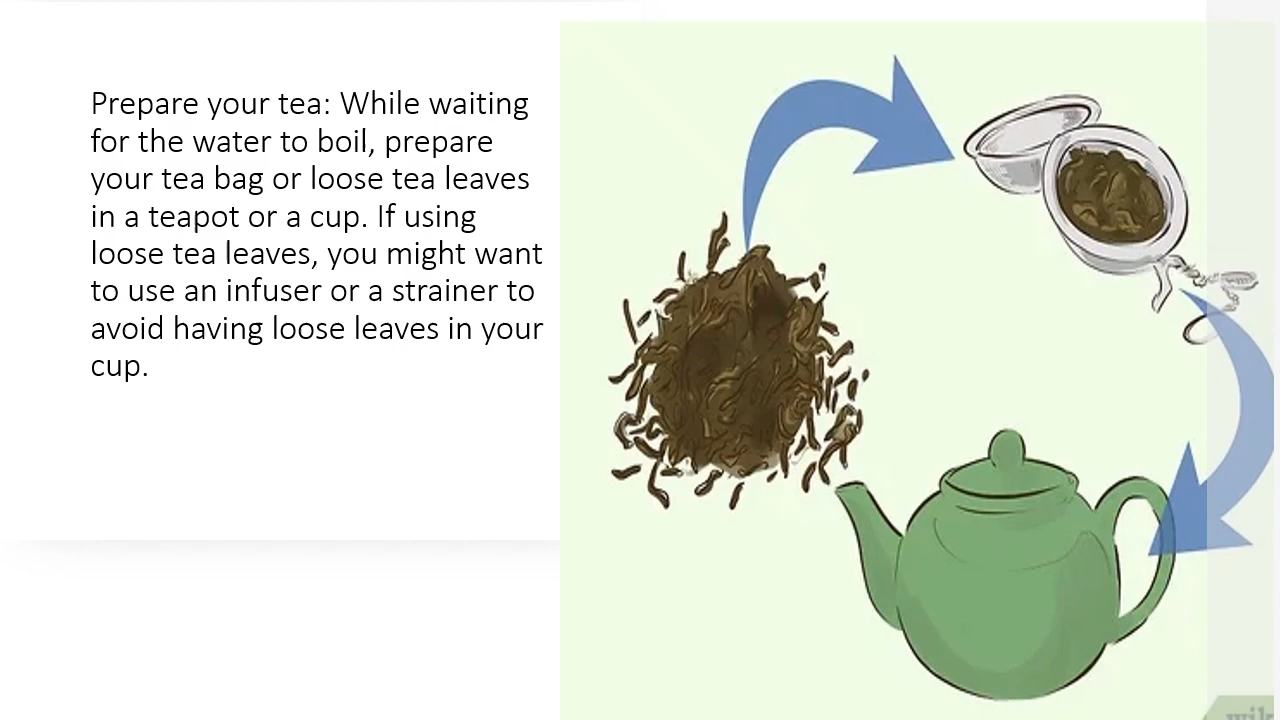 Prepare your tea: While waiting
for the water to boil, prepare
your tea bag or loose tea leaves
in a teapot or a cup. If using
loose tea leaves, you might want
to use an infuser or a strainer to
avoid having loose leaves in your
cup.